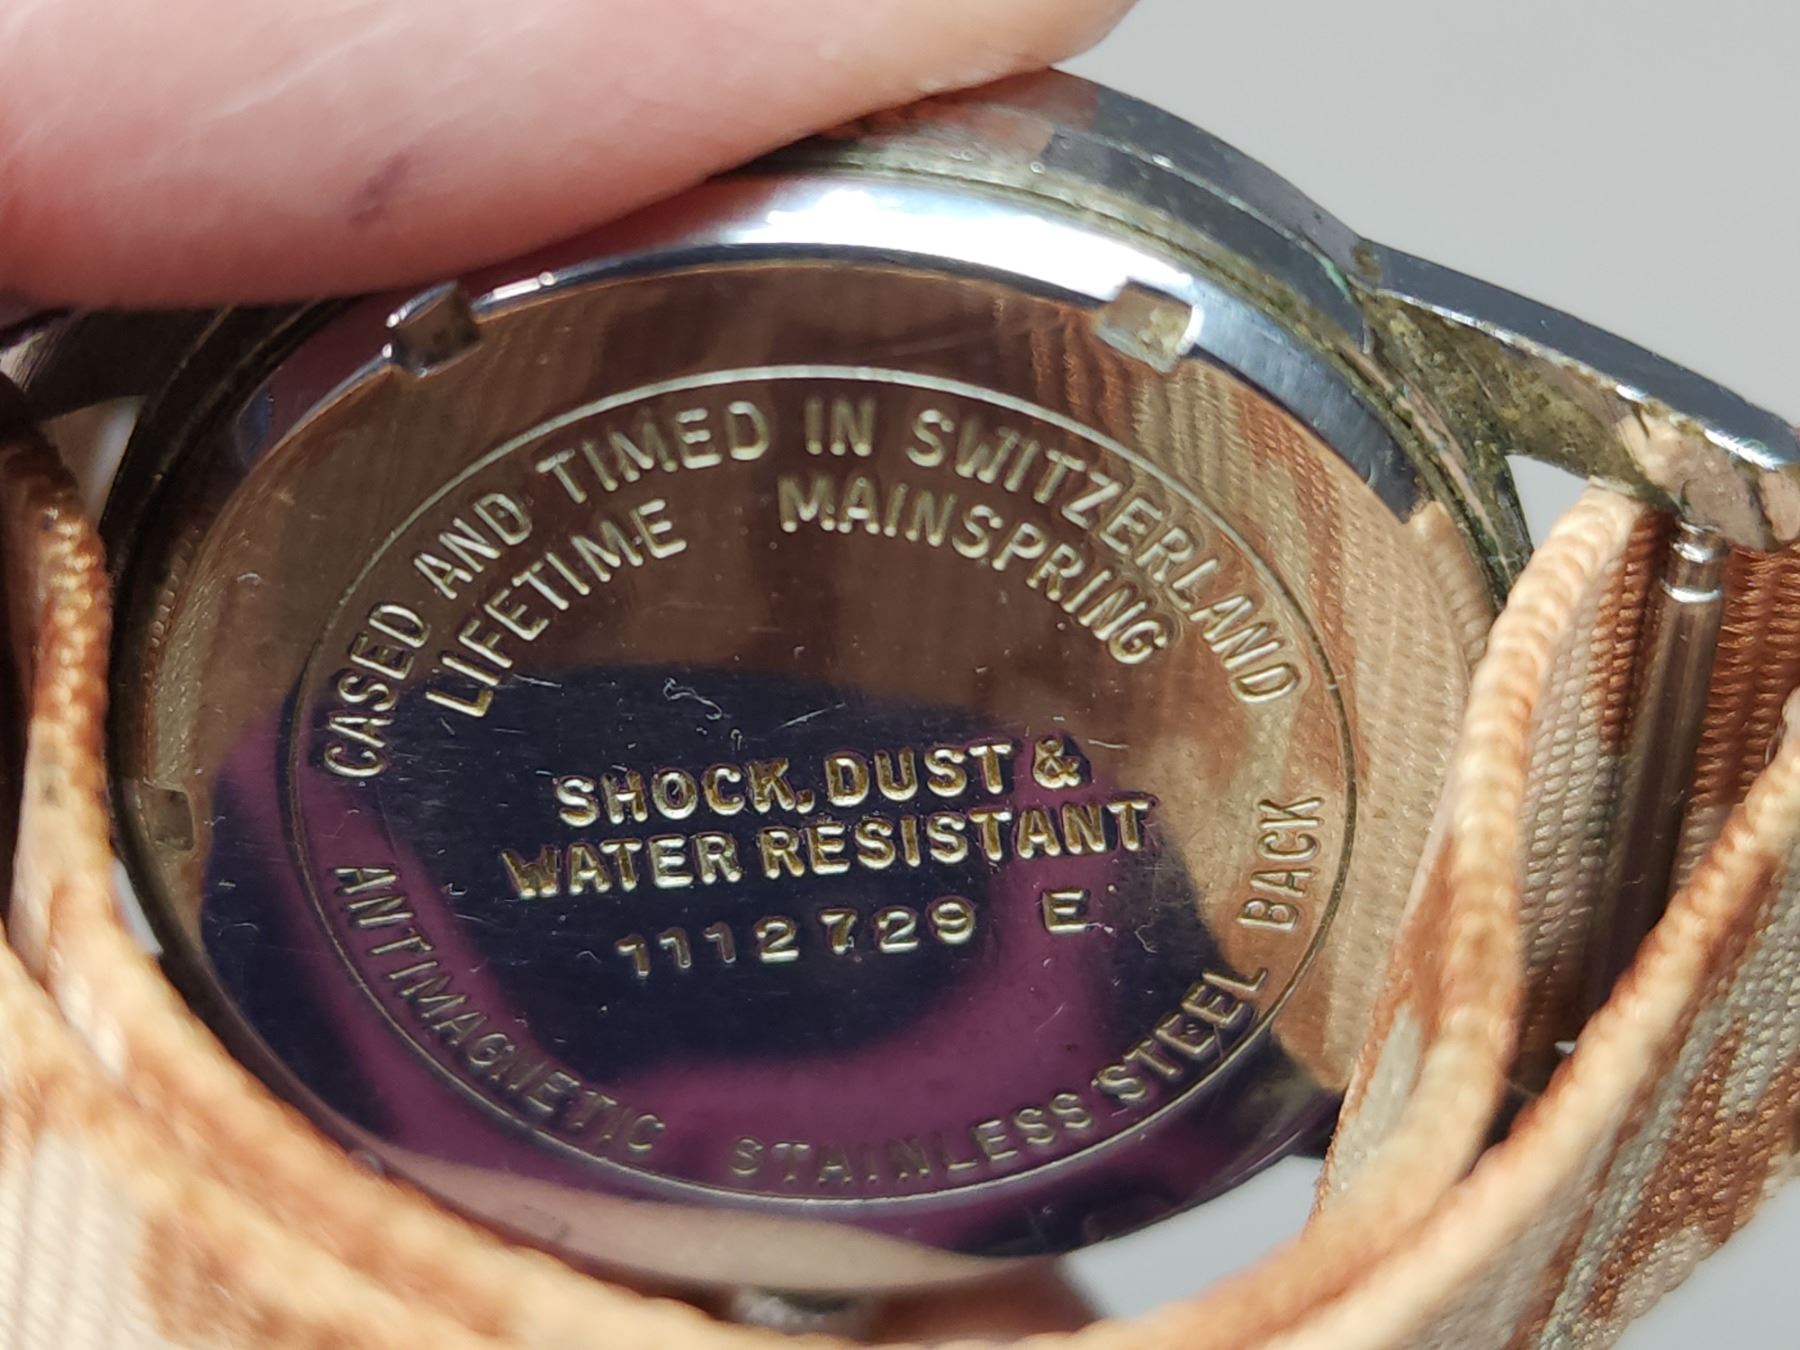 CASED AND TIMED IN SWITZERLAND
LIFETIME MAINSPRING
SHOCK, DUST &
WATER RESISTANT
1112729 E
ANTIMAGNETIC STAINLESS STEEL BACK